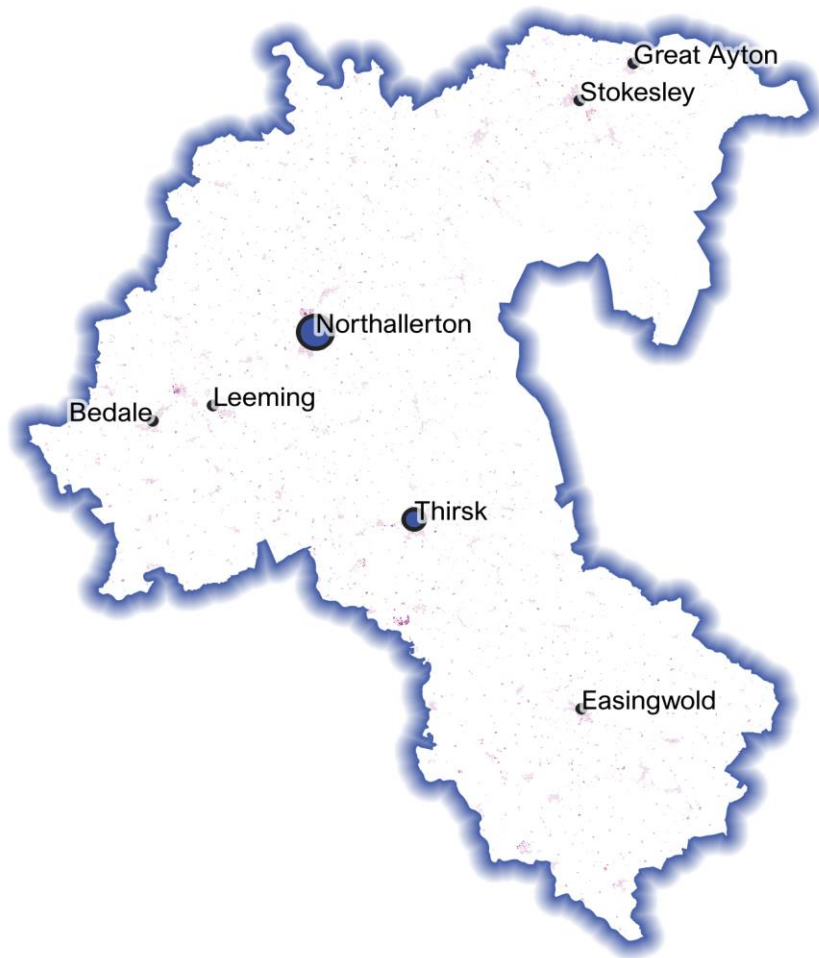 Great Ayton
Stokesley
Northallerton
Leeming
Bedale
Thirsk
Easingwold